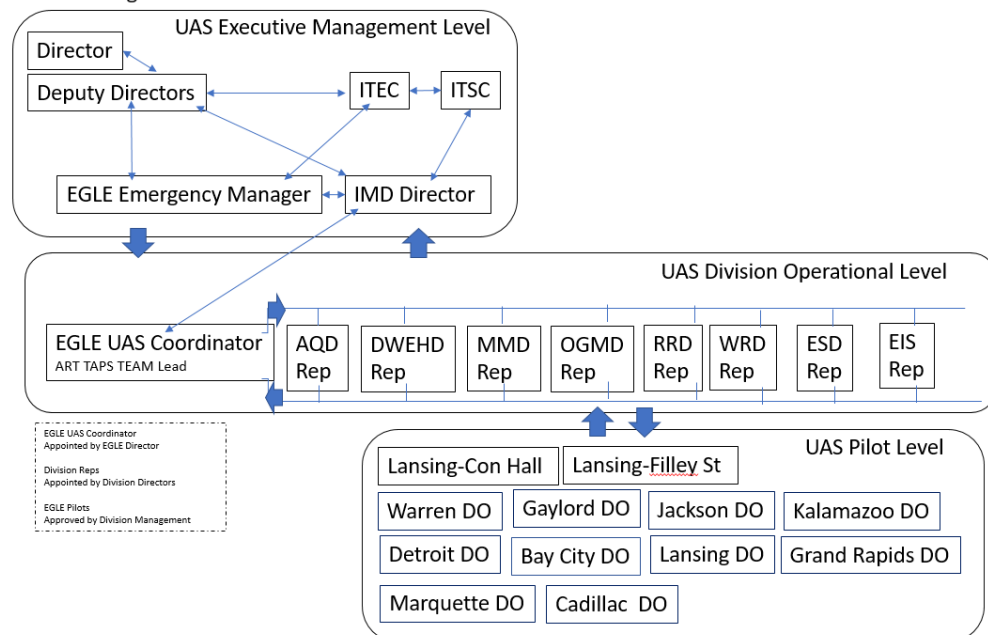 UAS Executive Management Level
Director
Deputy Directors
ITEC
ITSC
EGLE Emergency Manager
IMD Director
UAS Division Operational Level
EGLE UAS Coordinator
ART TAPS TEAM Lead
AQD
Rep
DWEHD
Rep
MMD
Rep
OGMD
Rep
RRD
Rep
WRD
Rep
ESD
Rep
EIS
Rep
EGLE UAS Coordinator
Appointed by EGLE Director
Division Reps
Appointed by Division Directors
EGLE Pilots
Approved by Division Management
UAS Pilot Level
Lansing-Con Hall
Lansing-Filley St
Warren DO
Gaylord DO
Jackson DO
Kalamazoo DO
Detroit DO
Bay City DO
Lansing DO
Grand Rapids DO
Marquette DO
Cadillac DO